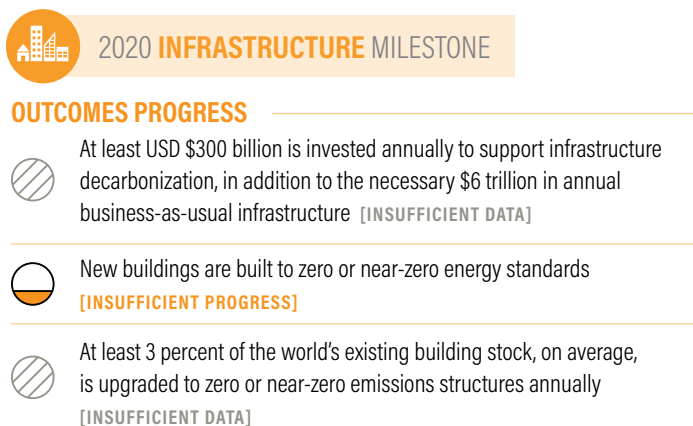 2020 INFRASTRUCTURE MILESTONE
OUTCOMES PROGRESS
At least USD $300 billion is invested annually to support infrastructure
decarbonization, in addition to the necessary $6 trillion in annual
business-as-usual infrastructure [INSUFFICIENT DATA]
New buildings are built to zero or near-zero energy standards
[INSUFFICIENT PROGRESS]
At least 3 percent of the world's existing building stock, on average,
is upgraded to zero or near-zero emissions structures annually
[INSUFFICIENT DATA]